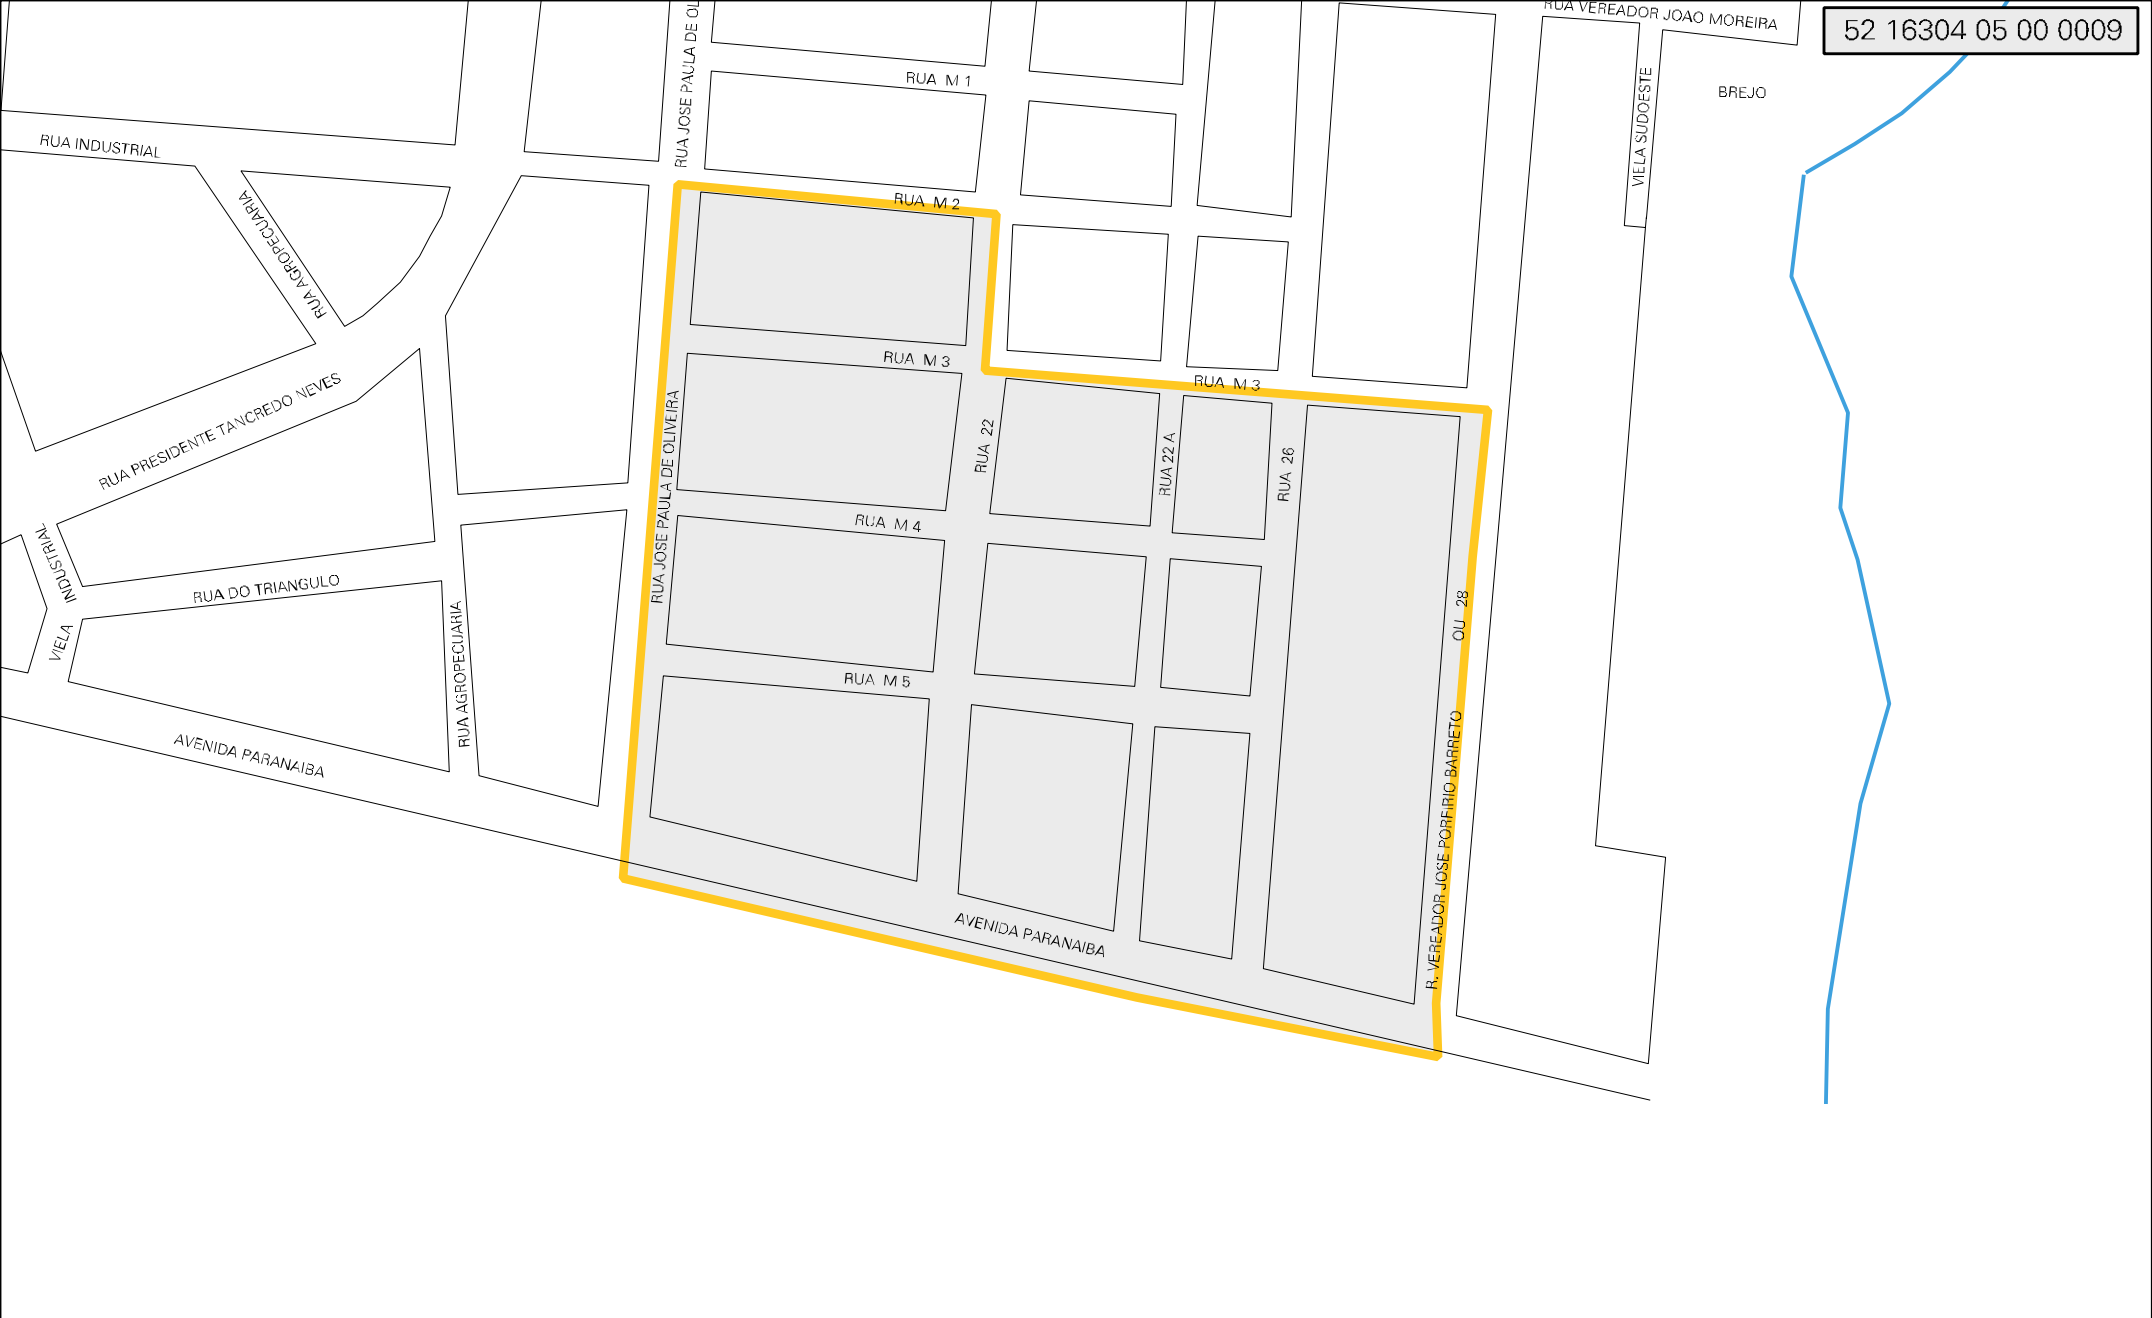 RUA VEREADOR JOAO MOREIRA
52 16304 05 00 0009
RUA JOSE PAULA DE OL
RUA M 1
BREJO
VIELA SUDOESTE
RUA INDUSTRIAL
RUA AGROPECUARIA
RUA M 2
RUA M 3
RUA M 3
RUA PRESIDENTE TANCREDO NEVES
RUA JOSE PAULA DE OLIVEIRA
RUA 22
RUA 22 A
RUA 26
RUA M 4
VIELA INDUSTRIAL
RUA DO TRIANGULO
RUA AGROPECUARIA
RUA M 5
R. VEREADOR JOSE PORFIRIO BARRETO OU 28
AVENIDA PARANAIBA
AVENIDA PARANAIBA